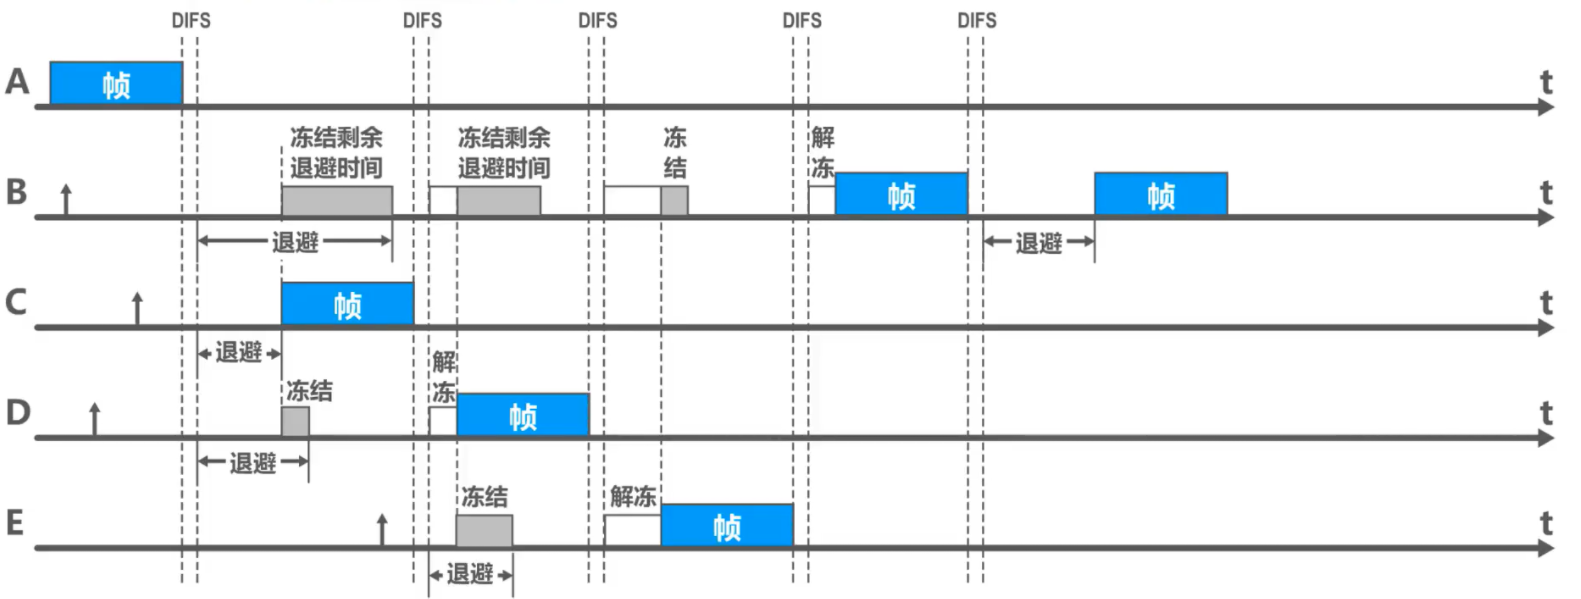 DIFS DIFS DIFS DIFS DIFS
A 帧 t
冻结剩余 冻结剩余 冻 解
退避时间 退避时间 结 冻
B 帧 帧 t
退避 退避
C 帧 t
退避 解
冻结 冻
D 帧 t
退避
冻结 解冻
E 帧 t
退避